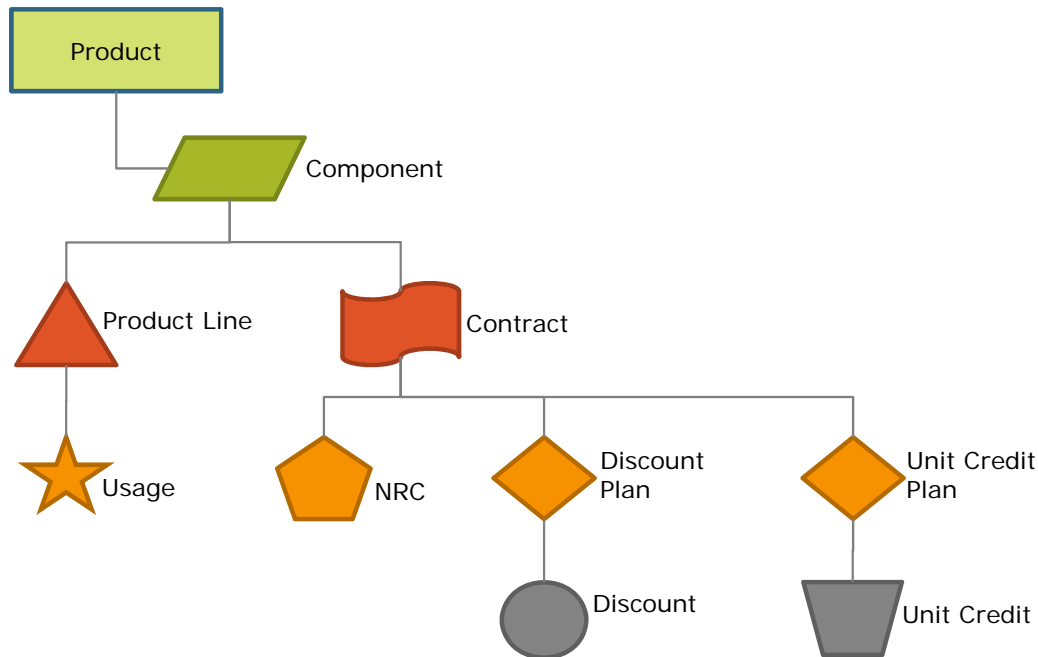 Product
Component
Product Line
Contract
Usage
NRC
Discount
Plan
Unit Credit
Plan
Discount
Unit Credit